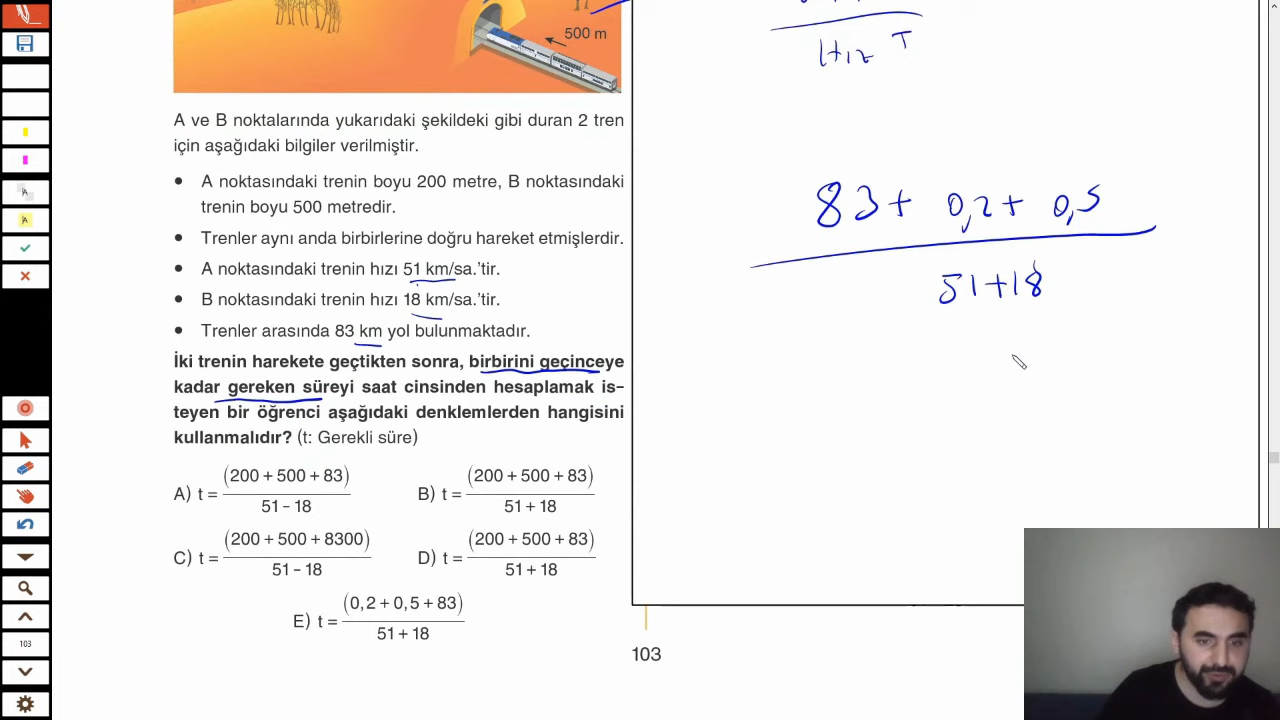 500 m
Hız T
A ve B noktalarında yukarıdaki şekildeki gibi duran 2 tren
için aşağıdaki bilgiler verilmiştir.
• A noktasındaki trenin boyu 200 metre, B noktasındaki
trenin boyu 500 metredir.
• Trenler aynı anda birbirlerine doğru hareket etmişlerdir.
• A noktasındaki trenin hızı 51 km/sa.'tir.
• B noktasındaki trenin hızı 18 km/sa.'tir.
• Trenler arasında 83 km yol bulunmaktadır.
İki trenin harekete geçtikten sonra, birbirini geçinceye
kadar gereken süreyi saat cinsinden hesaplamak is-
teyen bir öğrenci aşağıdaki denklemlerden hangisini
kullanmalıdır? (t: Gerekli süre)
A) t = (200 + 500 + 83) / 51 - 18
B) t = (200 + 500 + 83) / 51 + 18
C) t = (200 + 500 + 8300) / 51 - 18
D) t = (200 + 500 + 83) / 51 + 18
E) t = (0,2 + 0,5 + 83) / 51 + 18
83 + 0,2 + 0,5
51+18
103
103
A
A